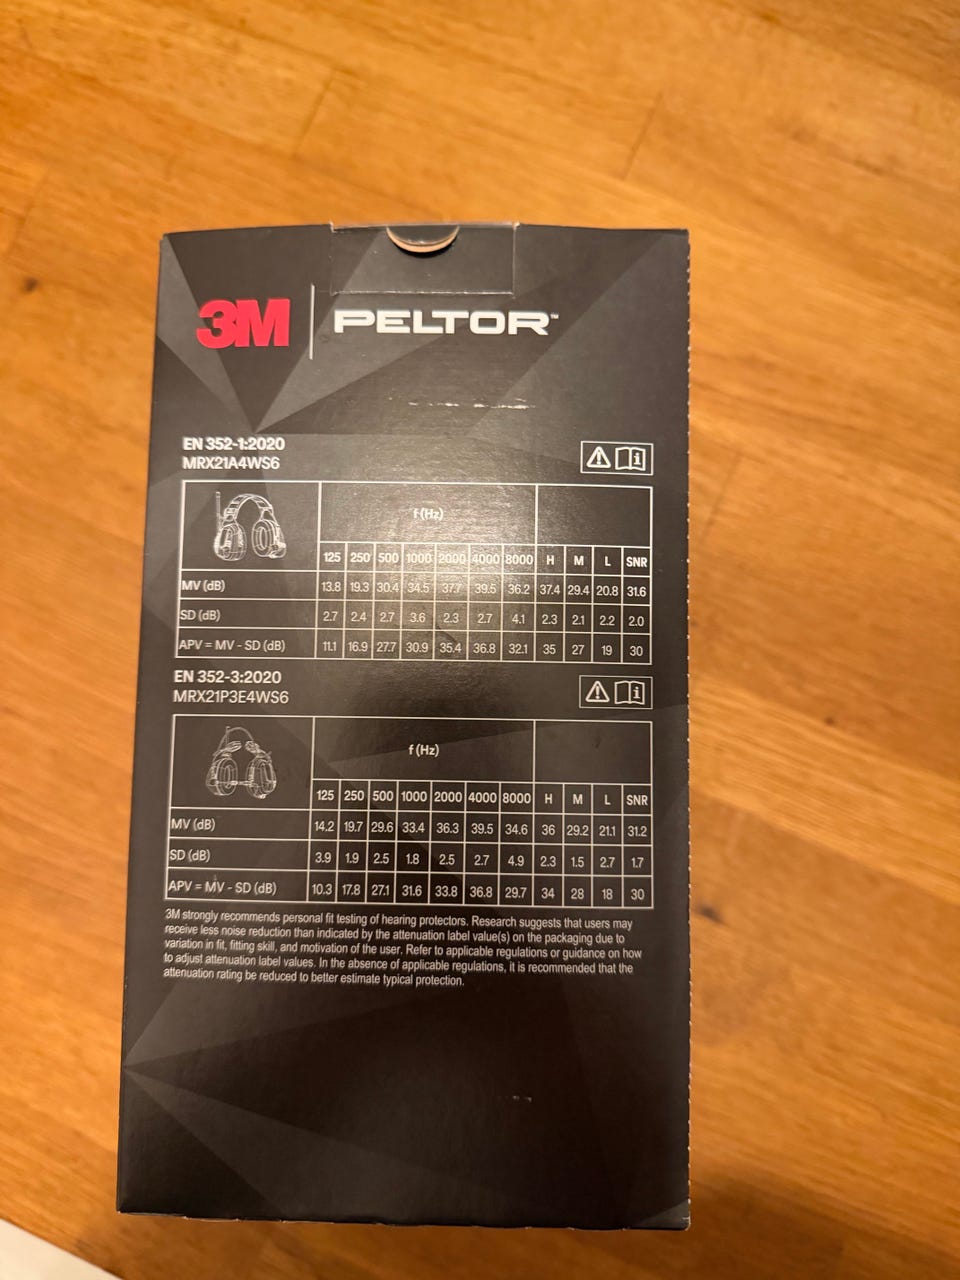 3M | PELTOR™
EN 352-1:2020
MRX21A4WS6
f (Hz)
125 250 500 1000 2000 4000 8000 H M L SNR
MV (dB) 13.8 19.3 30.4 34.5 37.7 39.5 36.2 37.4 29.4 20.8 31.6
SD (dB) 2.7 2.4 2.7 3.6 2.3 2.7 4.1 2.3 2.1 2.2 2.0
APV = MV - SD (dB) 11.1 16.9 27.7 30.9 35.4 36.8 32.1 35 27 19 30
EN 352-3:2020
MRX21P3E4WS6
f (Hz)
125 250 500 1000 2000 4000 8000 H M L SNR
MV (dB) 14.2 19.7 29.6 33.4 36.3 39.5 34.6 36 29.2 21.1 31.2
SD (dB) 3.9 1.9 2.5 1.8 2.5 2.7 4.9 2.3 1.5 2.7 1.7
APV = MV - SD (dB) 10.3 17.8 27.1 31.6 33.8 36.8 29.7 34 28 18 30
3M strongly recommends personal fit testing of hearing protectors. Research suggests that users may
receive less noise reduction than indicated by the attenuation label value(s) on the packaging due to
variation in fit, fitting skill, and motivation of the user. Refer to applicable regulations or guidance on how
to adjust attenuation label values. In the absence of applicable regulations, it is recommended that the
attenuation rating be reduced to better estimate typical protection.